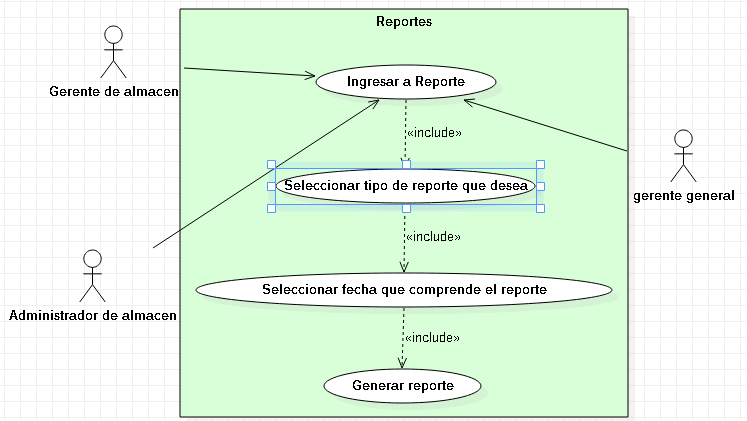 Reportes
Gerente de almacen
Ingresar a Reporte
«include»
Seleccionar tipo de reporte que desea
gerente general
«include»
Seleccionar fecha que comprende el reporte
Administrador de almacen
«include»
Generar reporte